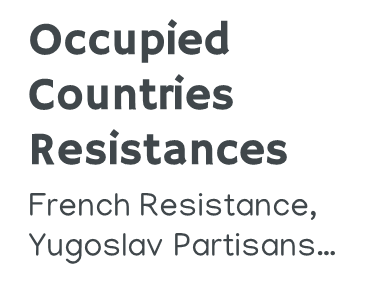 Occupied
Countries
Resistances
French Resistance,
Yugoslav Partisans...